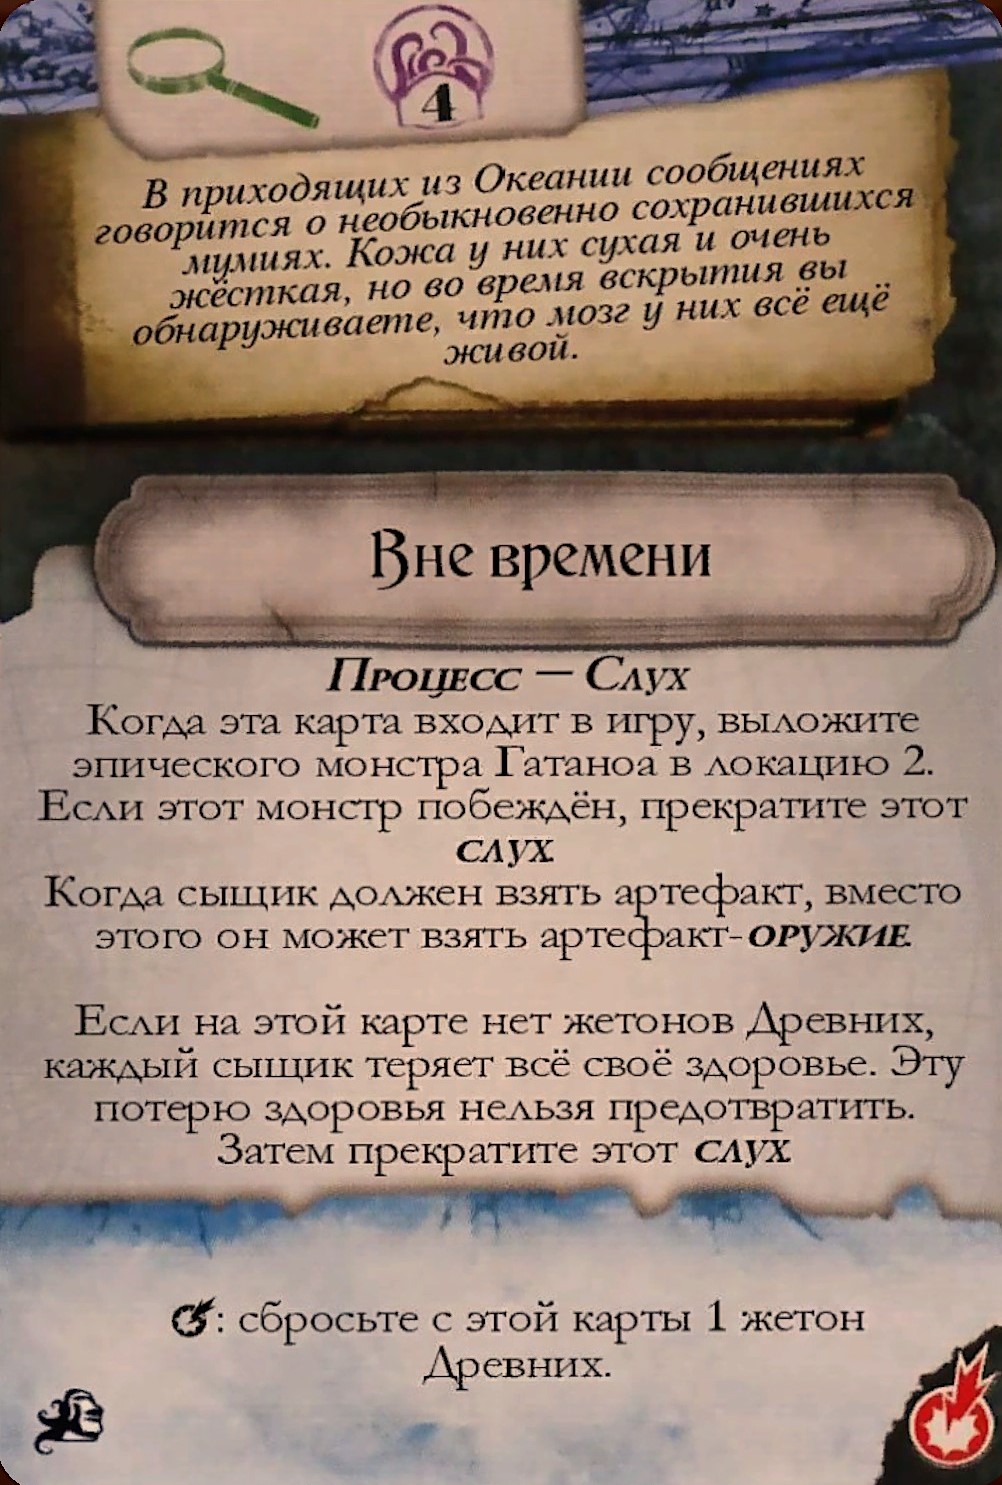 4
В приходящих из Океании сообщениях
говорится о необыкновенно сохранившихся
мумиях. Кожа у них сухая и очень
жёсткая, но во время вскрытия вы
обнаруживаете, что мозг у них всё ещё
живой.
Вне времени
Процесс — Слух
Когда эта карта входит в игру, выложите
эпического монстра Гатаноа в локацию 2.
Если этот монстр побеждён, прекратите этот
СЛУХ.
Когда сыщик должен взять артефакт, вместо
этого он может взять артефакт-ОРУЖИЕ.
Если на этой карте нет жетонов Древних,
каждый сыщик теряет всё своё здоровье. Эту
потерю здоровья нельзя предотвратить.
Затем прекратите этот СЛУХ.
: сбросьте с этой карты 1 жетон
Древних.